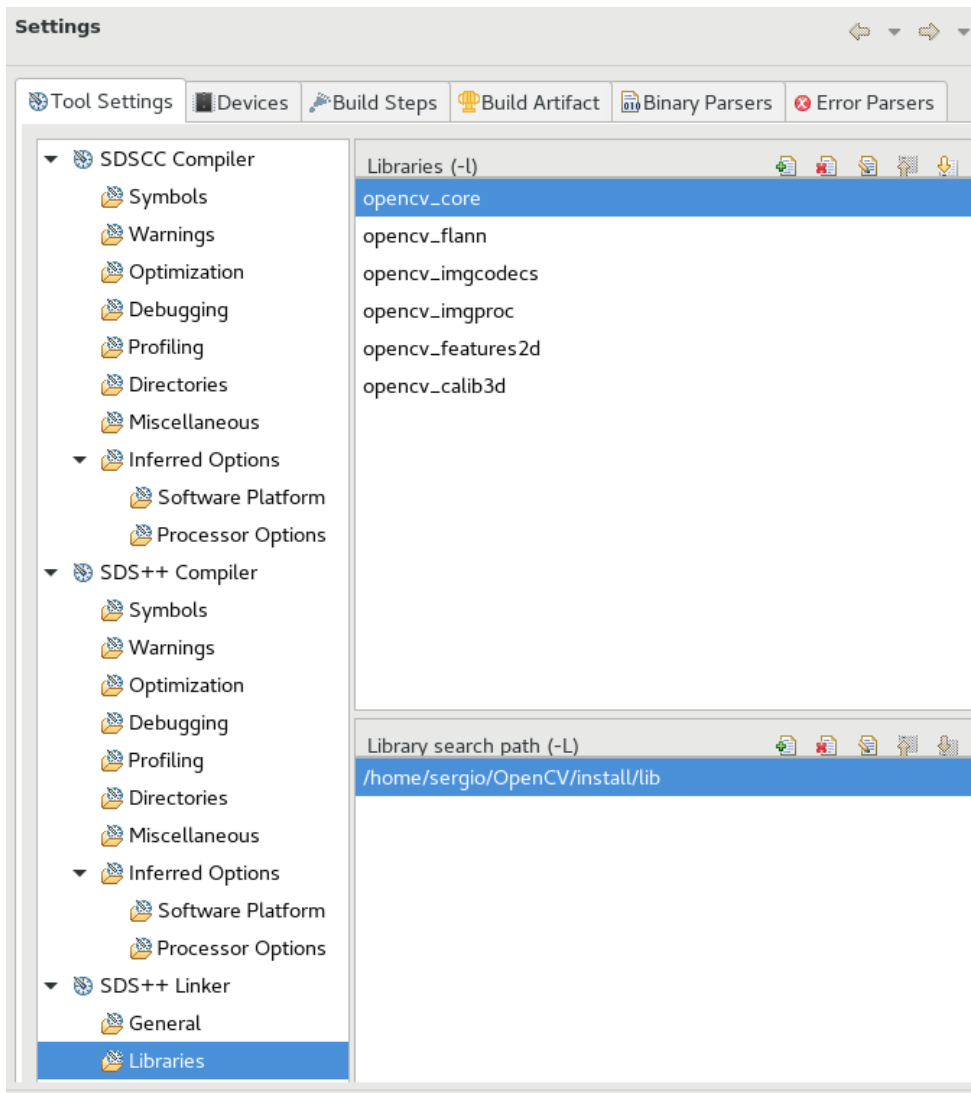 Settings
Tool Settings
Devices
Build Steps
Build Artifact
Binary Parsers
Error Parsers
SDSCC Compiler
Symbols
Warnings
Optimization
Debugging
Profiling
Directories
Miscellaneous
Inferred Options
Software Platform
Processor Options
SDS++ Compiler
Symbols
Warnings
Optimization
Debugging
Profiling
Directories
Miscellaneous
Inferred Options
Software Platform
Processor Options
SDS++ Linker
General
Libraries
Libraries (-l)
opencv_core
opencv_flann
opencv_imgcodecs
opencv_imgproc
opencv_features2d
opencv_calib3d
Library search path (-L)
/home/sergio/OpenCV/install/lib